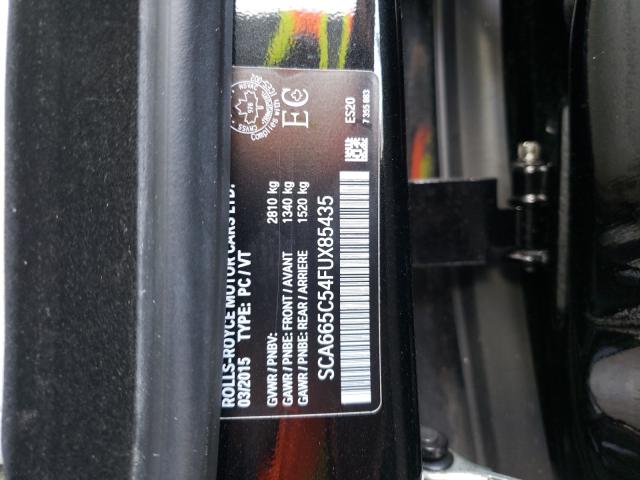 ROLLS-ROYCE MOTOR CARS LTD.
03/2015 TYPE: PC/VT
GVWR / PNBV: 2810 kg
GAWR / PNBE: FRONT / AVANT 1340 kg
GAWR / PNBE: REAR / ARRIERE 1520 kg
SCA665C54FUX85435
EC
ES20
7 355 883